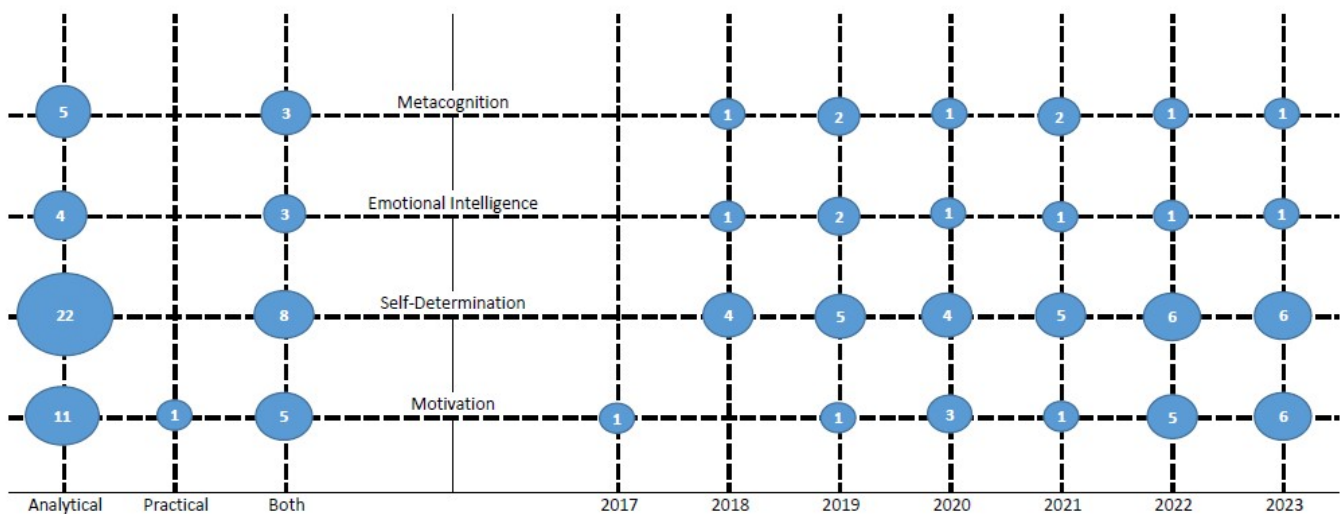 Metacognition
5 3 1 2 1 2 1 1
Emotional Intelligence
4 3 1 2 1 1 1 1
Self-Determination
22 8 4 5 4 5 6 6
Motivation
11 1 5 1 1 3 1 5 6
Analytical Practical Both 2017 2018 2019 2020 2021 2022 2023